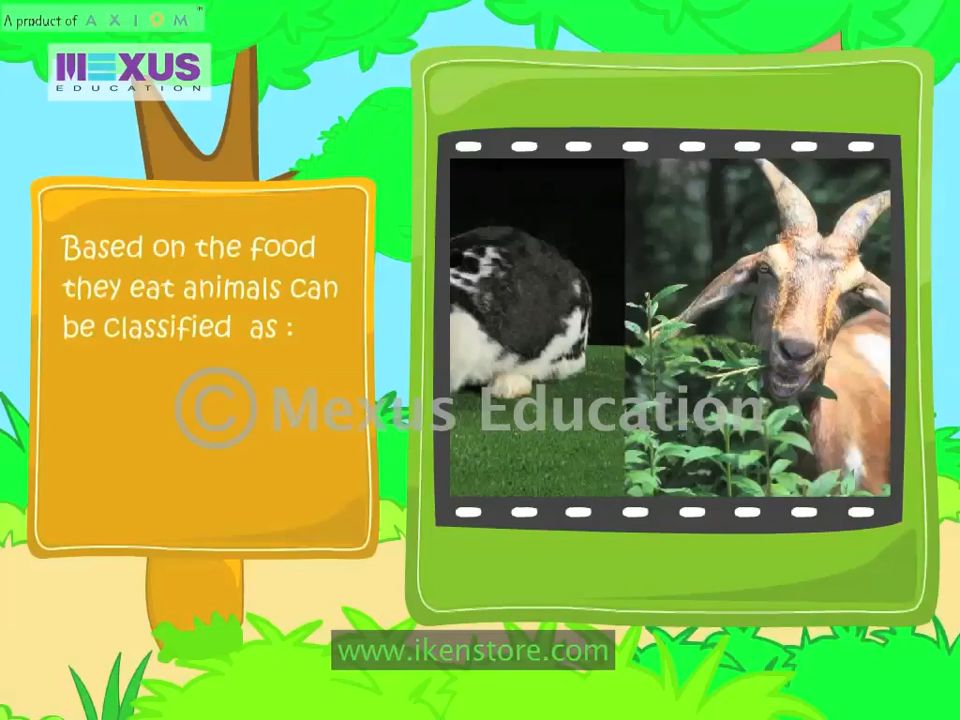 A product of AXIOM™
MEXUS
EDUCATION
Based on the food
they eat animals can
be classified as :
© Mexus Education
www.ikenstore.com